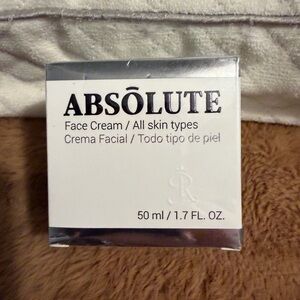 ABSŌLUTE
Face Cream / All skin types
Crema Facial / Todo tipo de piel
50 ml / 1.7 FL. OZ.